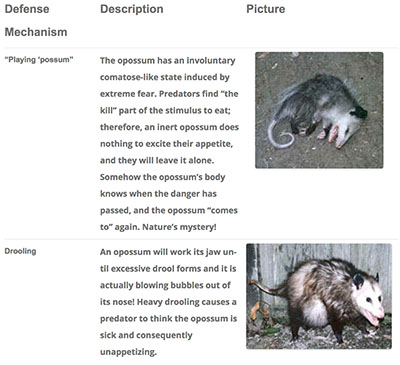 Defense Mechanism
Description
Picture
"Playing 'possum"
The opossum has an involuntary
comatose-like state induced by
extreme fear. Predators find "the
kill" part of the stimulus to eat;
therefore, an inert opossum does
nothing to excite their appetite,
and they will leave it alone.
Somehow the opossum's body
knows when the danger has
passed, and the opossum "comes
to" again. Nature's mystery!
Drooling
An opossum will work its jaw un-
til excessive drool forms and it is
actually blowing bubbles out of
its nose! Heavy drooling causes a
predator to think the opossum is
sick and consequently
unappetizing.